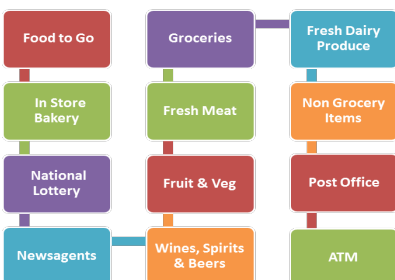 Food to Go
In Store
Bakery
National
Lottery
Newsagents
Wines, Spirits
& Beers
Fruit & Veg
Fresh Meat
Groceries
Fresh Dairy
Produce
Non Grocery
Items
Post Office
ATM